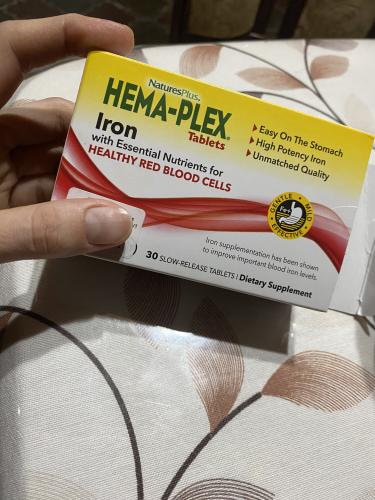 NaturesPlus.
HEMA-PLEX®
Tablets
Iron
with Essential Nutrients for
HEALTHY RED BLOOD CELLS
Easy On The Stomach
High Potency Iron
Unmatched Quality
GENTLE • MILD • EFFECTIVE •
Iron supplementation has been shown
to improve important blood iron levels.
30 SLOW-RELEASE TABLETS | Dietary Supplement